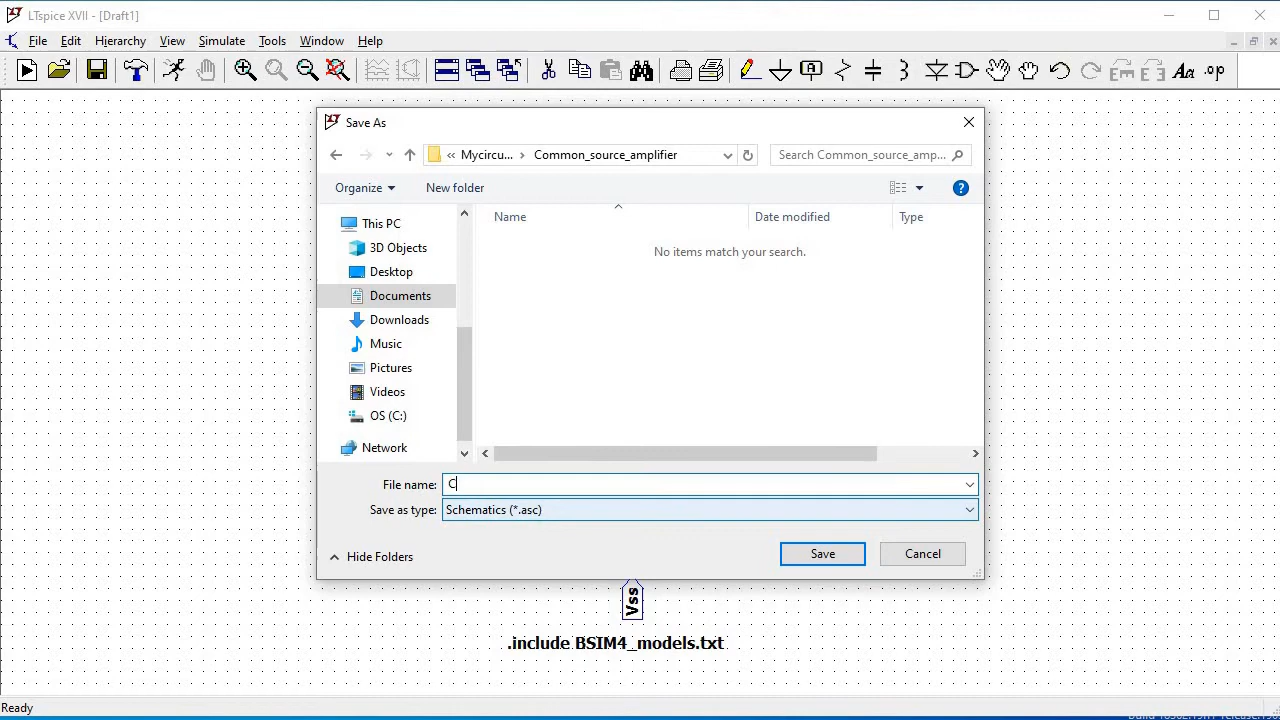 LTspice XVII - [Draft1]
File Edit Hierarchy View Simulate Tools Window Help
.op
Save As
« Mycircu... › Common_source_amplifier
Search Common_source_amp...
Organize New folder
Name Date modified Type
No items match your search.
This PC
3D Objects
Desktop
Documents
Downloads
Music
Pictures
Videos
OS (C:)
Network
File name: C
Save as type: Schematics (*.asc)
Hide Folders Save Cancel
Vss
.include BSIM4_models.txt
Ready